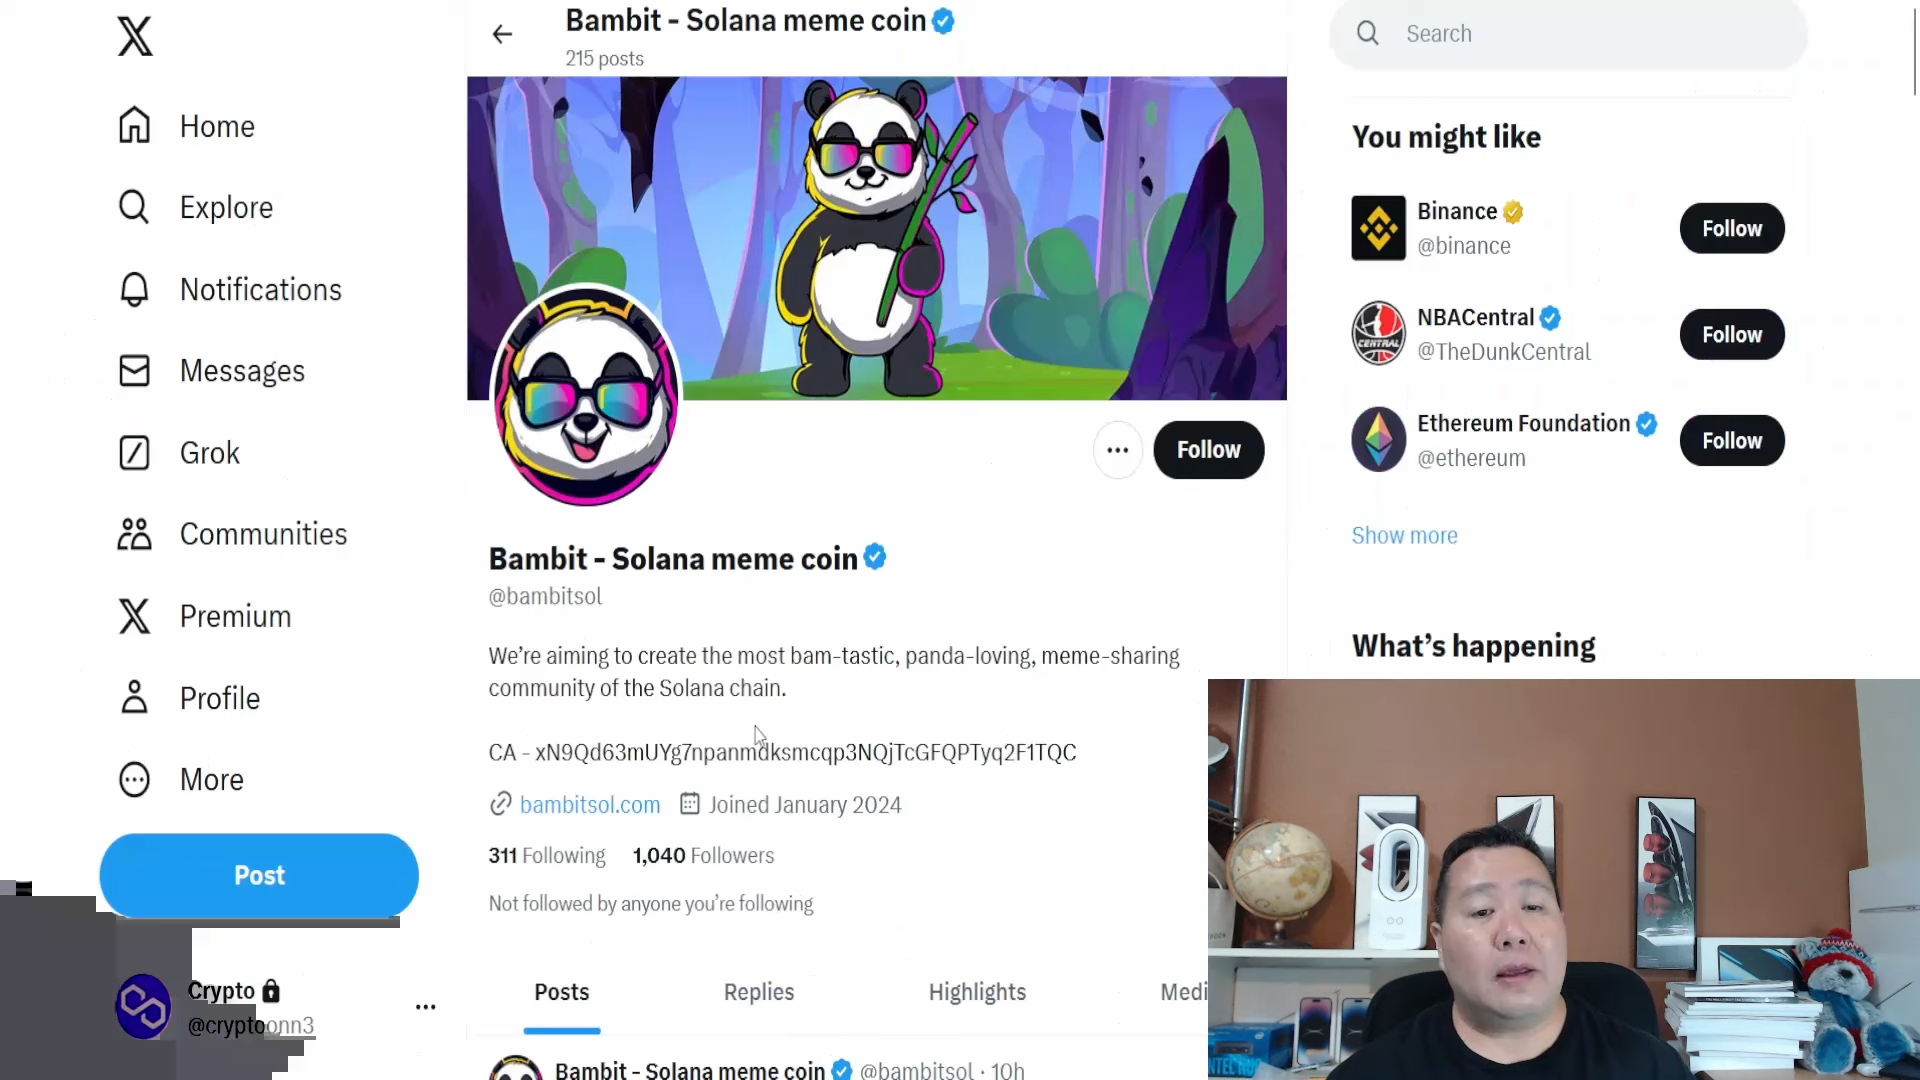 Home
Explore
Notifications
Messages
Grok
Communities
Premium
Profile
More
Post
Crypto
@cryptoonn3
Bambit - Solana meme coin
215 posts
Follow
Bambit - Solana meme coin
@bambitsol
We're aiming to create the most bam-tastic, panda-loving, meme-sharing
community of the Solana chain.
CA - xN9Qd63mUYg7npanmdksmcqp3NQjTcGFQPTyq2F1TQC
bambitsol.com Joined January 2024
311 Following 1,040 Followers
Not followed by anyone you're following
Posts Replies Highlights Medi
Bambit - Solana meme coin @bambitsol · 10h
Search
You might like
Binance
@binance
Follow
NBACentral
@TheDunkCentral
Follow
CENTRAL
Ethereum Foundation
@ethereum
Follow
Show more
What's happening